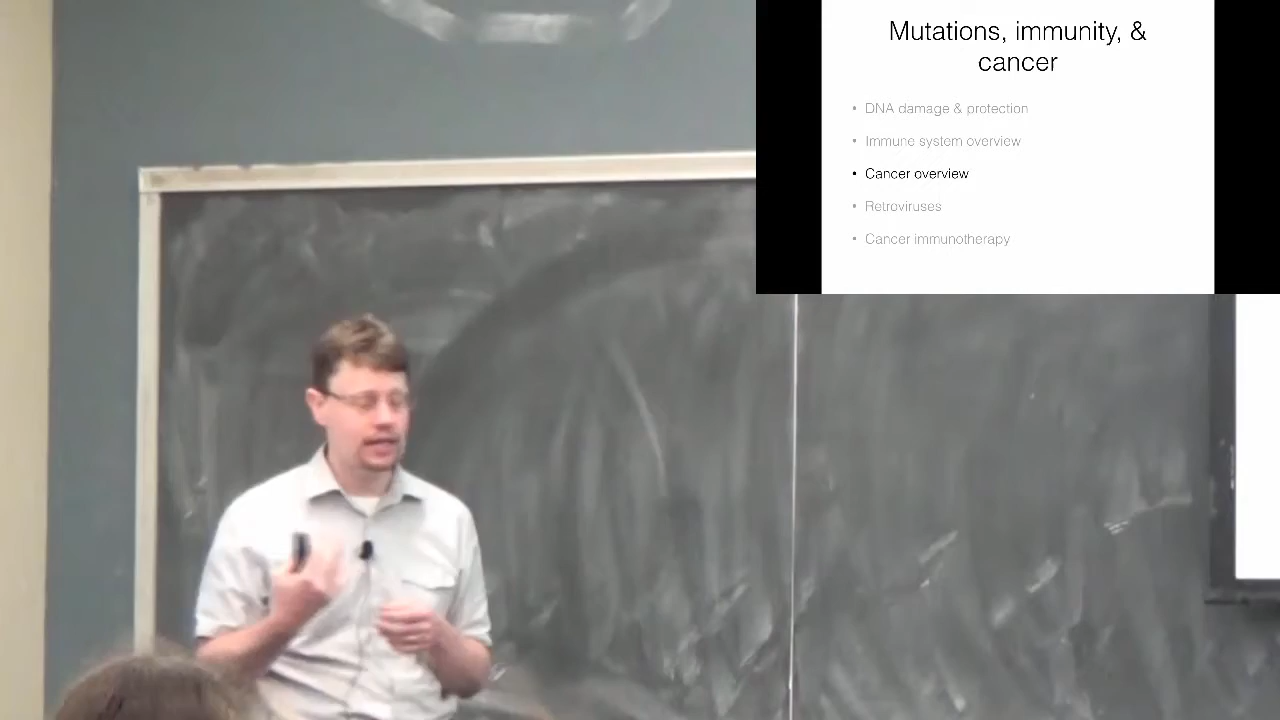 Mutations, immunity, &
cancer
• DNA damage & protection
• Immune system overview
• Cancer overview
• Retroviruses
• Cancer immunotherapy